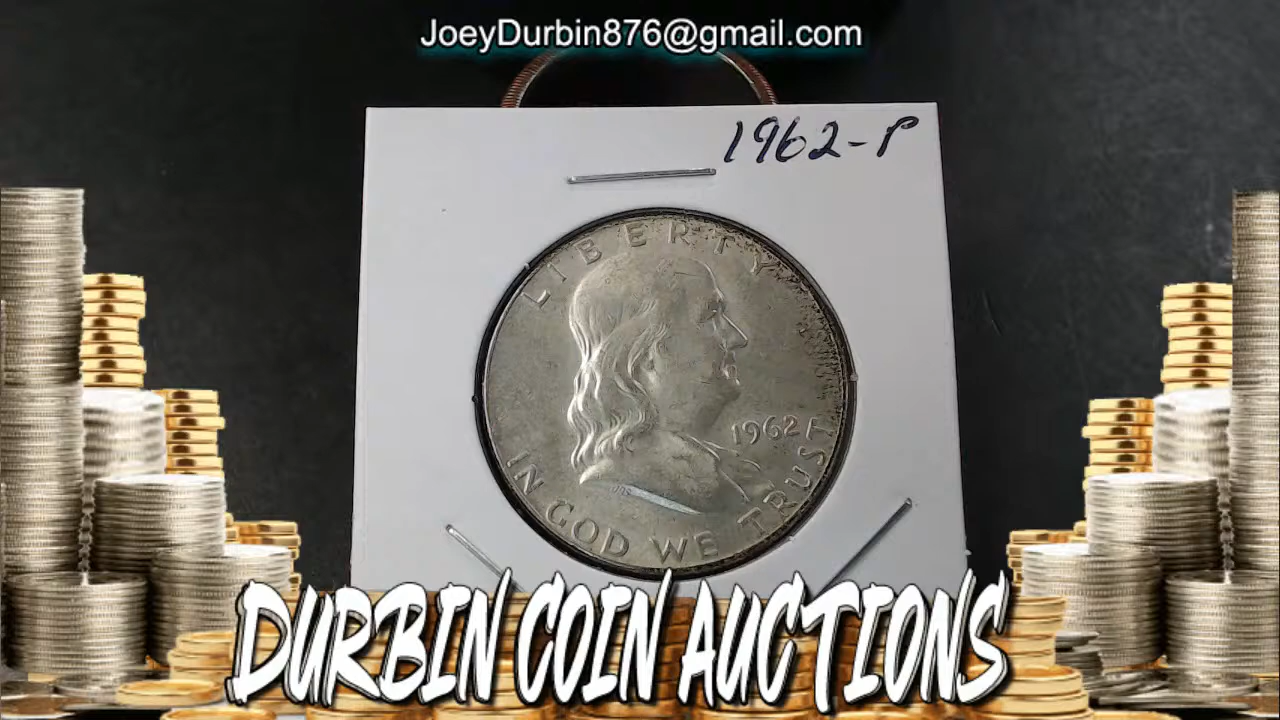 JoeyDurbin876@gmail.com
1962-P
LIBERTY
1962
IN GOD WE TRUST
DURBIN COIN AUCTIONS